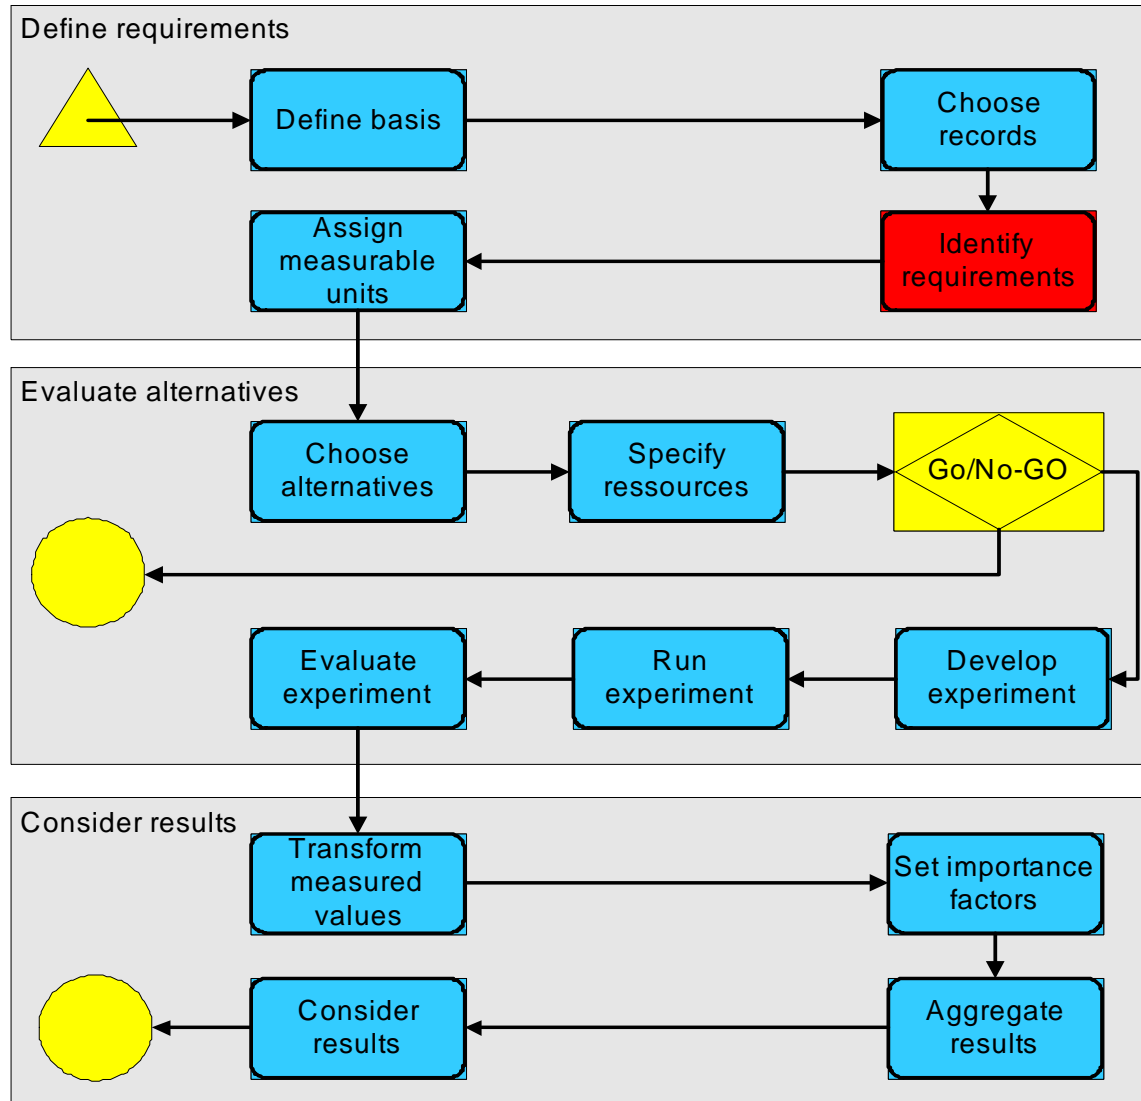 Define requirements
Define basis
Choose
records
Assign
measurable
units
Identify
requirements
Evaluate alternatives
Choose
alternatives
Specify
ressources
Go/No-GO
Evaluate
experiment
Run
experiment
Develop
experiment
Consider results
Transform
measured
values
Set importance
factors
Consider
results
Aggregate
results